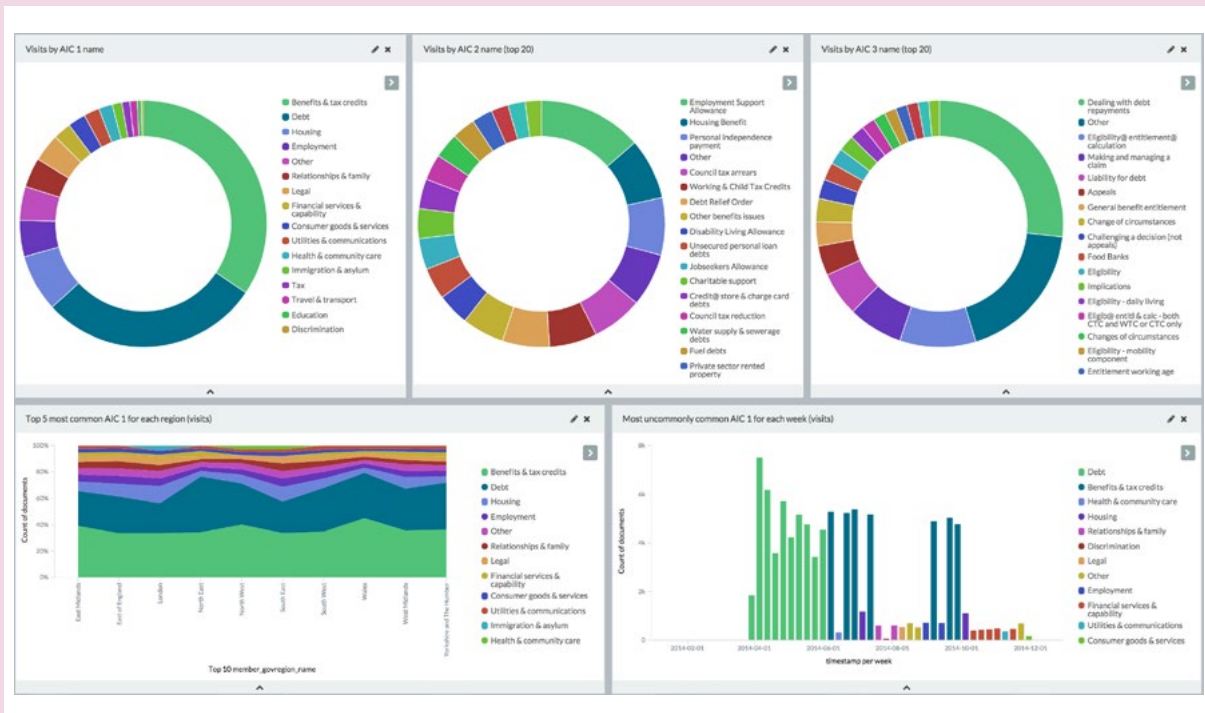 Visits by AIC 1 name
Benefits & tax credits
Debt
Housing
Employment
Other
Relationships & family
Legal
Financial services &
capability
Consumer goods & services
Utilities & communications
Health & community care
Immigration & asylum
Tax
Travel & transport
Education
Discrimination
Visits by AIC 2 name (top 20)
Employment Support
Allowance
Housing Benefit
Personal independence
payment
Other
Council tax arrears
Working & Child Tax Credits
Debt Relief Order
Other benefits issues
Disability Living Allowance
Unsecured personal loan
debts
Jobseekers Allowance
Charitable support
Credit@ store & charge card
debts
Council tax reduction
Water supply & sewerage
debts
Fuel debts
Private sector rented
property
Visits by AIC 3 name (top 20)
Dealing with debt
repayments
Other
Eligibility@ entitlement@
calculation
Making and managing a
claim
Liability for debt
Appeals
General benefit entitlement
Change of circumstances
Challenging a decision [not
appeals]
Food Banks
Eligibility
Implications
Eligibility - daily living
Eligib@ entitl & calc - both
CTC and WTC or CTC only
Changes of circumstances
Eligibility - mobility
component
Entitlement working age
Top 5 most common AIC 1 for each region (visits)
100%
80%
60%
40%
20%
0%
Count of documents
East Midlands
East of England
London
North East
North West
South East
South West
Wales
West Midlands
Yorkshire and The Humber
Top 10 member_govregion_name
Benefits & tax credits
Debt
Housing
Employment
Other
Relationships & family
Legal
Financial services &
capability
Consumer goods & services
Utilities & communications
Immigration & asylum
Health & community care
Most uncommonly common AIC 1 for each week (visits)
8k
6k
4k
2k
0
Count of documents
2014-02-01
2014-04-01
2014-06-01
2014-08-01
2014-10-01
2014-12-01
timestamp per week
Debt
Benefits & tax credits
Health & community care
Housing
Relationships & family
Discrimination
Legal
Other
Employment
Financial services &
capability
Utilities & communications
Consumer goods & services